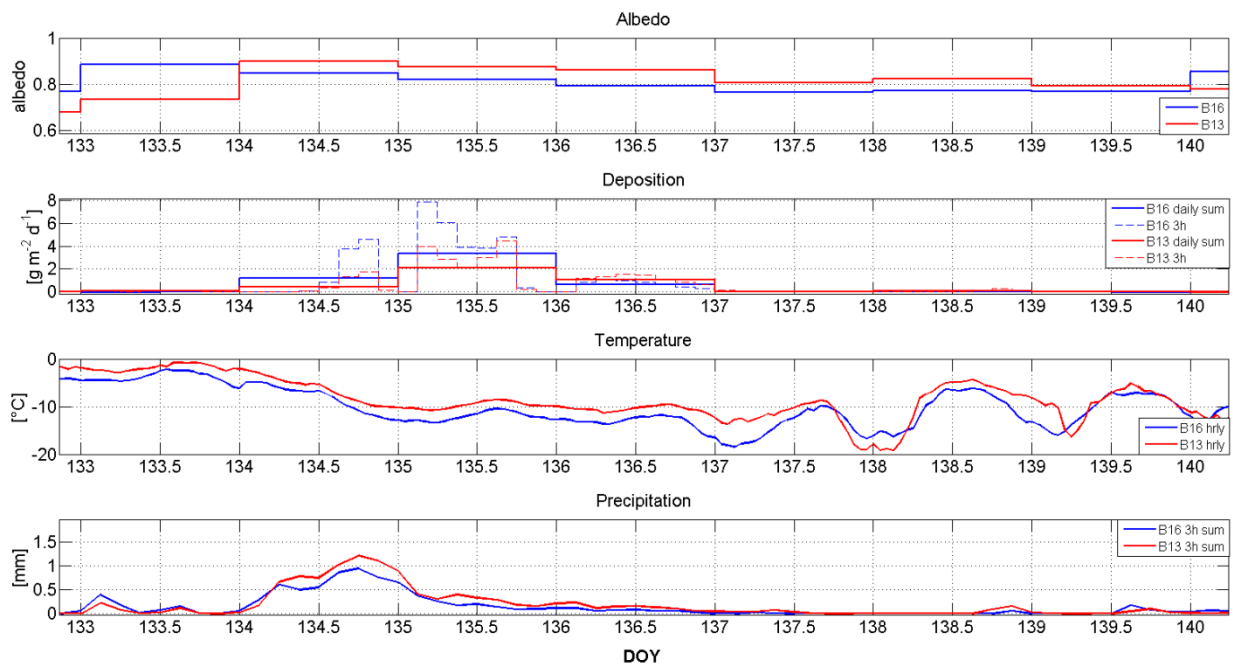 Albedo
1
0.8
0.6
albedo
B16
B13
133 133.5 134 134.5 135 135.5 136 136.5 137 137.5 138 138.5 139 139.5 140
Deposition
8
6
4
2
0
[g m⁻² d⁻¹]
B16 daily sum
B16 3h
B13 daily sum
B13 3h
133 133.5 134 134.5 135 135.5 136 136.5 137 137.5 138 138.5 139 139.5 140
Temperature
0
-10
-20
[°C]
B16 hrly
B13 hrly
133 133.5 134 134.5 135 135.5 136 136.5 137 137.5 138 138.5 139 139.5 140
Precipitation
1.5
1
0.5
0
[mm]
B16 3h sum
B13 3h sum
133 133.5 134 134.5 135 135.5 136 136.5 137 137.5 138 138.5 139 139.5 140
DOY